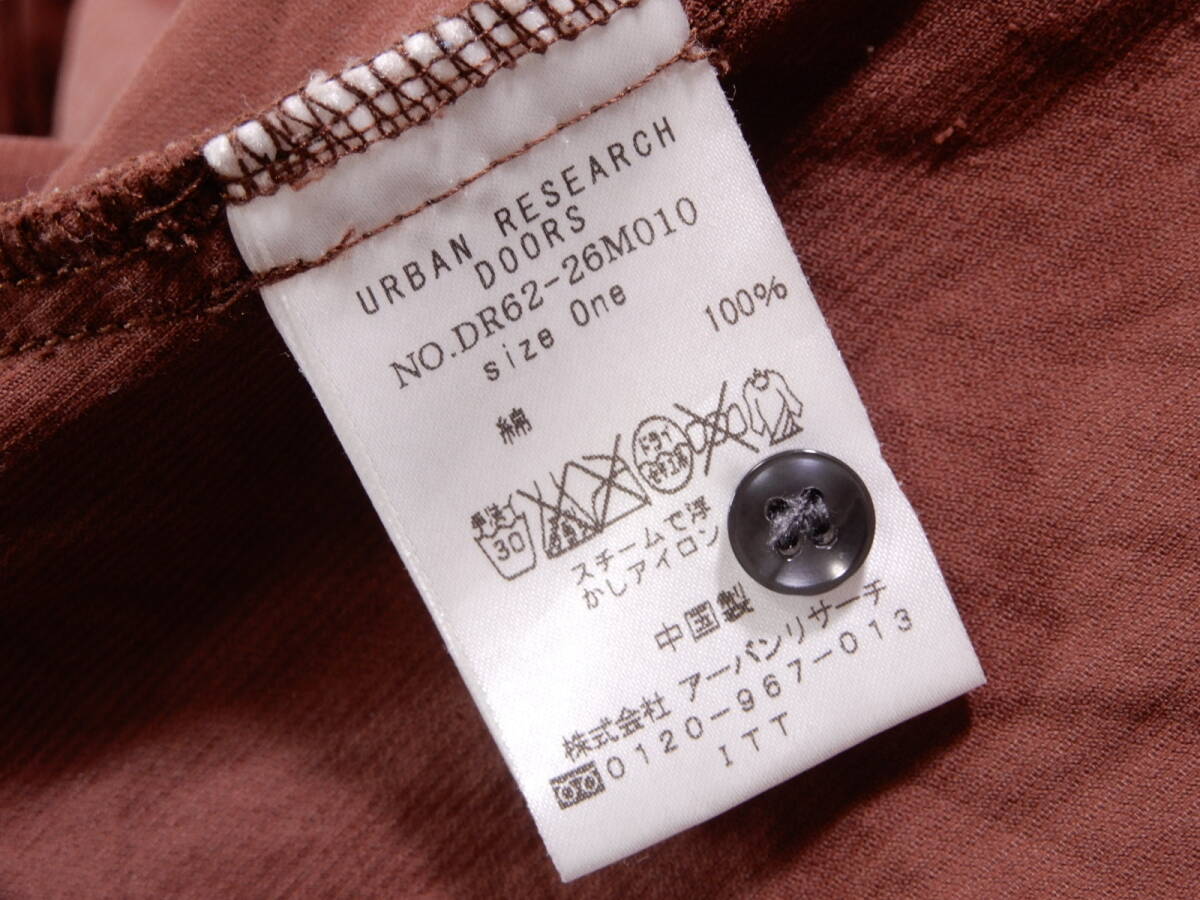 URBAN RESEARCH
DOORS
NO.DR62-26M010
size One
綿 100%
手洗イ
30
ドライ
スチームで浮
かしアイロン
中国製
株式会社 アーバンリサーチ
0120-967-013
ITT